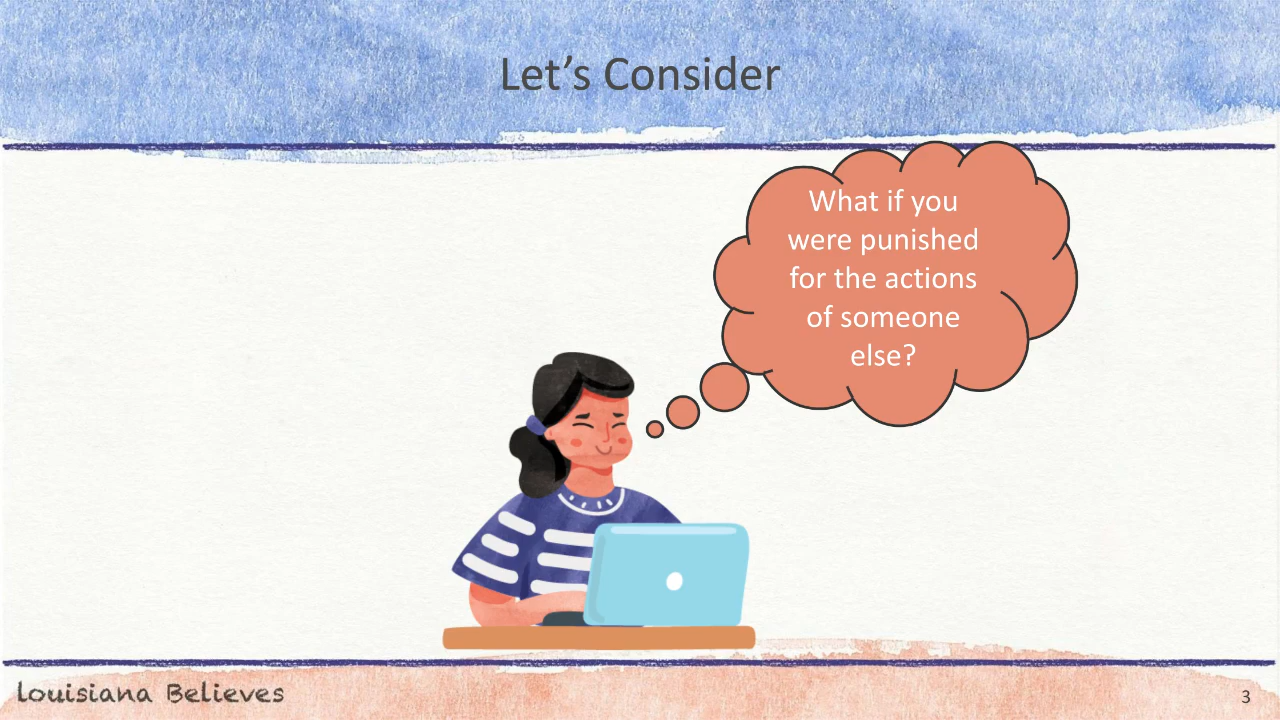 Let’s Consider
What if you
were punished
for the actions
of someone
else?
Louisiana Believes
3